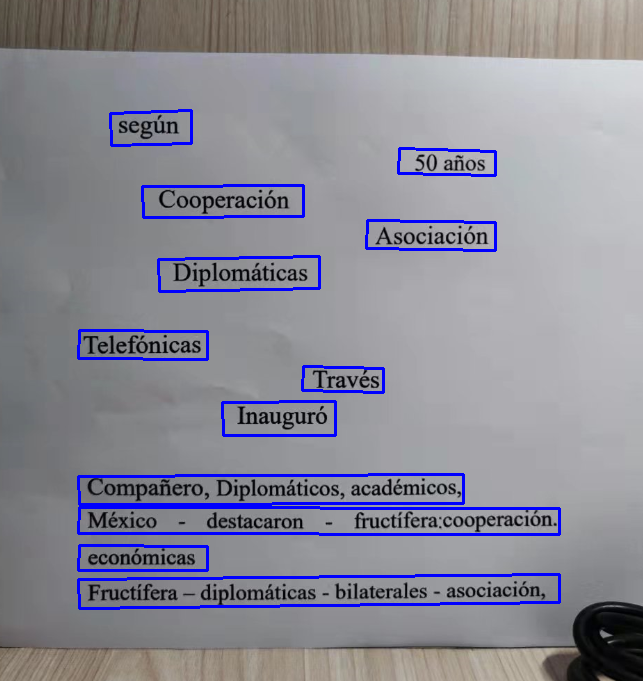 según
50 años
Cooperación
Asociación
Diplomáticas
Telefónicas
Través
Inauguró
Compañero, Diplomáticos, académicos,
México - destacaron - fructífera;cooperación.
económicas
Fructífera – diplomáticas - bilaterales - asociación,